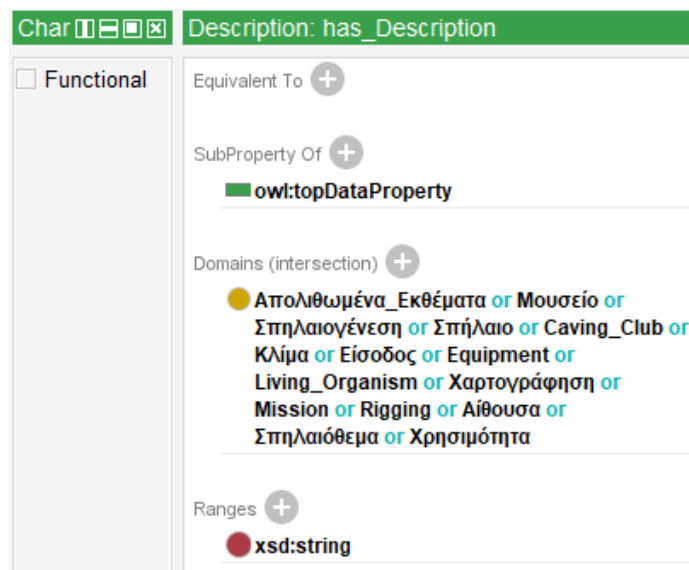 Char
Description: has_Description
Functional
Equivalent To
SubProperty Of
owl:topDataProperty
Domains (intersection)
Απολιθωμένα_Εκθέματα or Μουσείο or
Σπηλαιογένεση or Σπήλαιο or Caving_Club or
Κλίμα or Είσοδος or Equipment or
Living_Organism or Χαρτογράφηση or
Mission or Rigging or Αίθουσα or
Σπηλαιόθεμα or Χρησιμότητα
Ranges
xsd:string